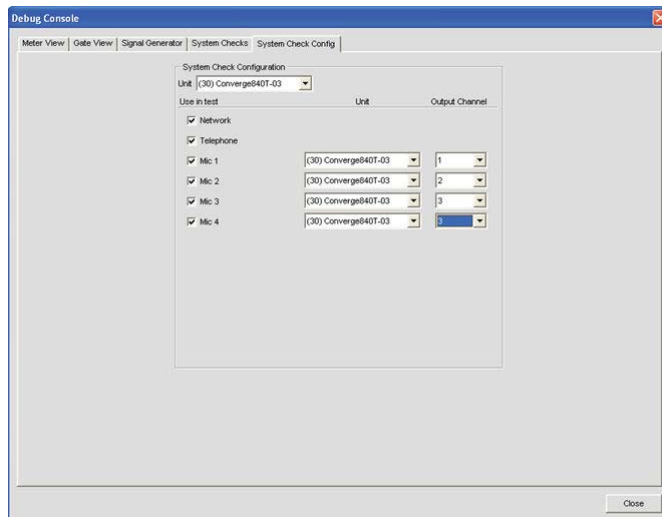 Debug Console
Meter View Gate View Signal Generator System Checks System Check Config
System Check Configuration
Unit (30) Converge840T-03
Use in test Unit Output Channel
Network
Telephone
Mic 1 (30) Converge840T-03 1
Mic 2 (30) Converge840T-03 2
Mic 3 (30) Converge840T-03 3
Mic 4 (30) Converge840T-03 3
Close